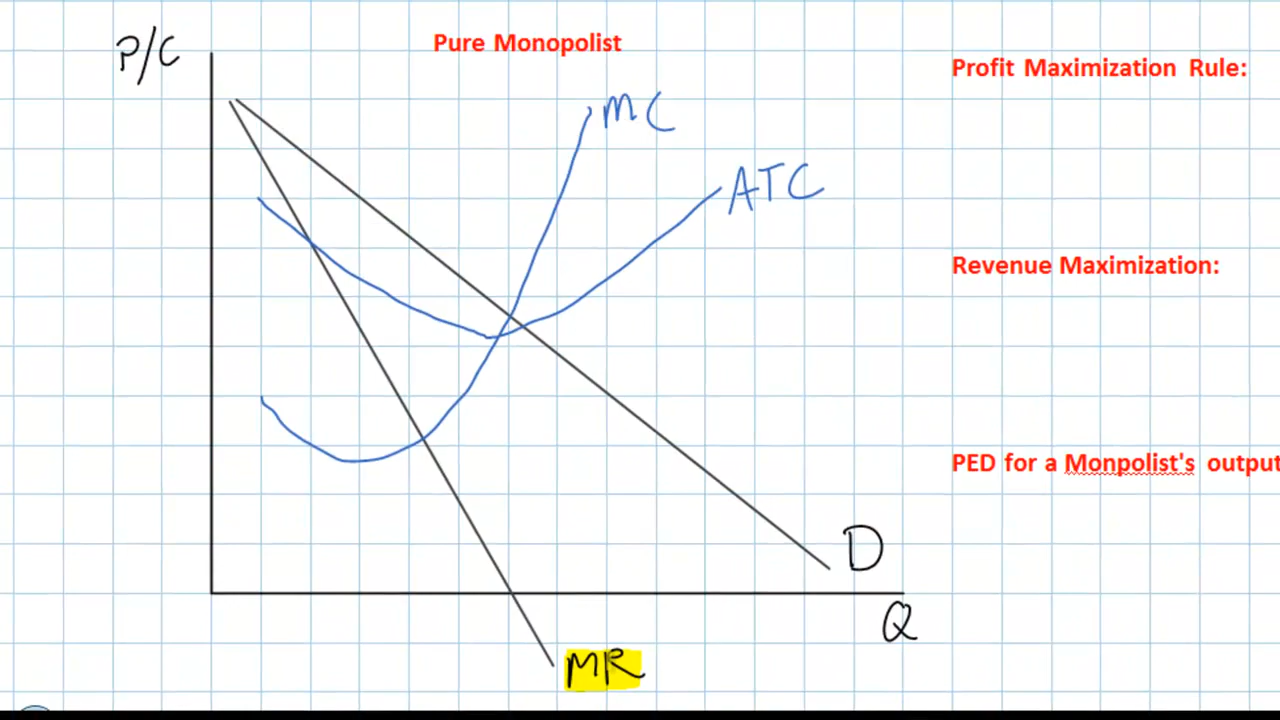 P/C
Pure Monopolist
Profit Maximization Rule:
MC
ATC
Revenue Maximization:
PED for a Monpolist's output
D
Q
MR